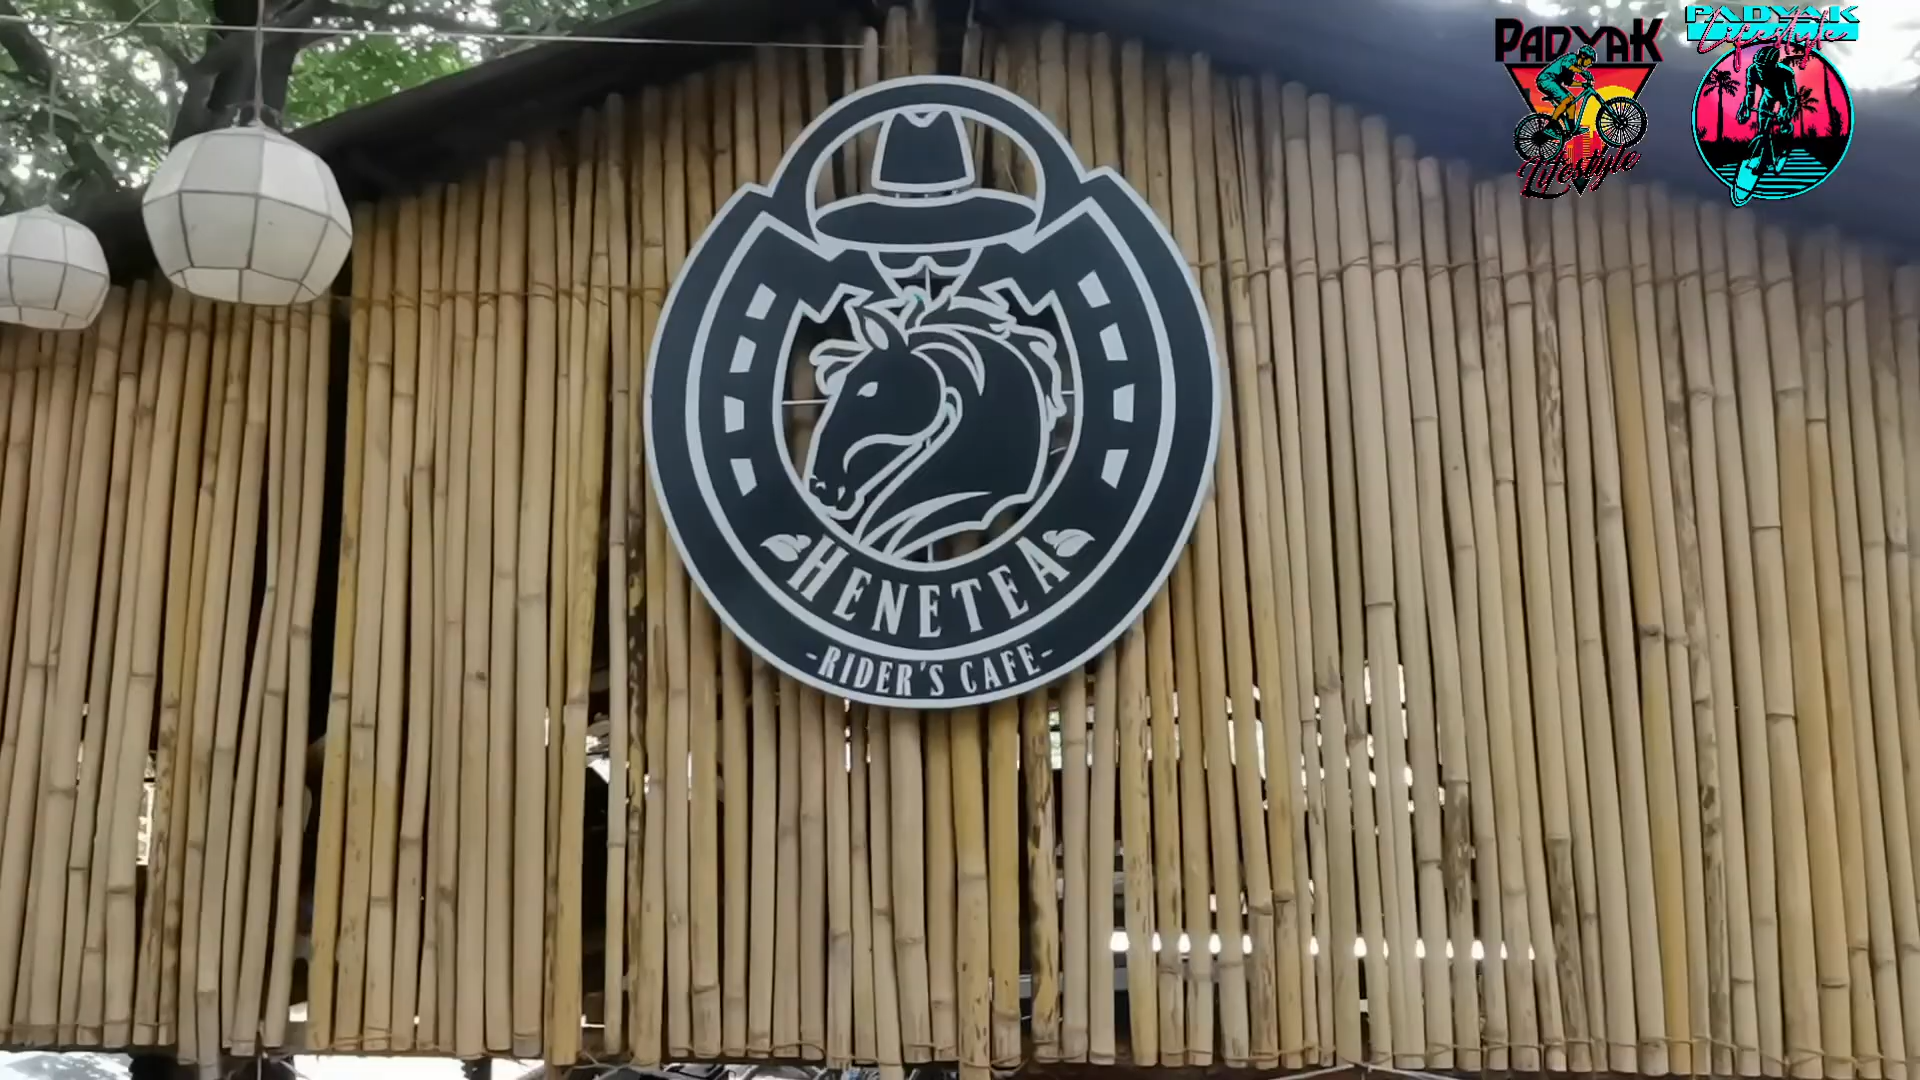 PADYAK
Lifestyle
PADYAK
Lifestyle
HENETEA
-RIDER'S CAFE-